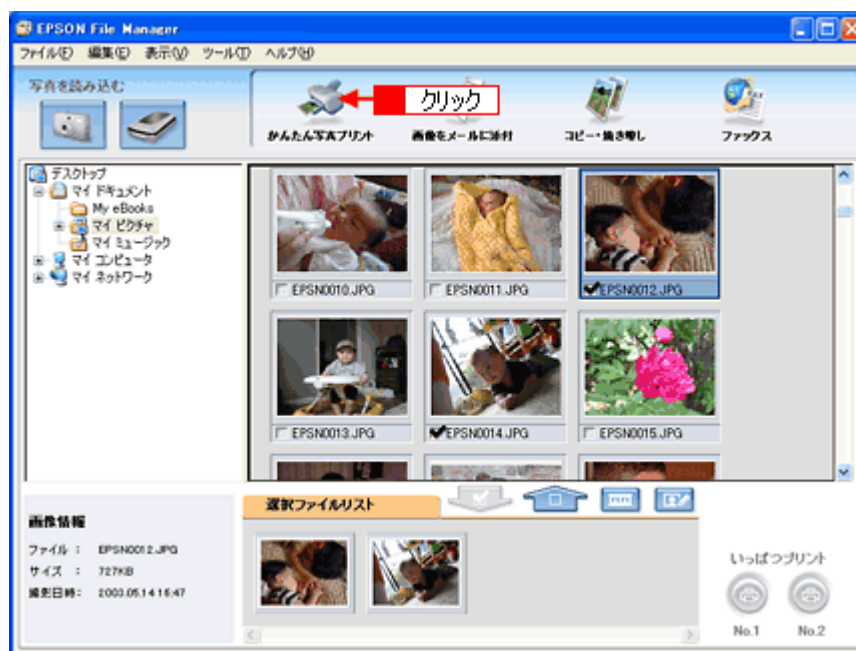 EPSON File Manager
ファイル(F) 編集(E) 表示(V) ツール(T) ヘルプ(H)
写真を読み込む
クリック
かんたん写真プリント 画像をメールに添付 コピー・焼き増し ファックス
デスクトップ
マイ ドキュメント
My eBooks
マイ ピクチャ
マイ ミュージック
マイ コンピュータ
マイ ネットワーク
EPSN0010.JPG EPSN0011.JPG EPSN0012.JPG
EPSN0013.JPG EPSN0014.JPG EPSN0015.JPG
選択ファイルリスト
画像情報
ファイル : EPSN0012.JPG
サイズ : 727KB
撮影日時: 2003.05.14 16:47
いっぱつプリント
No.1 No.2